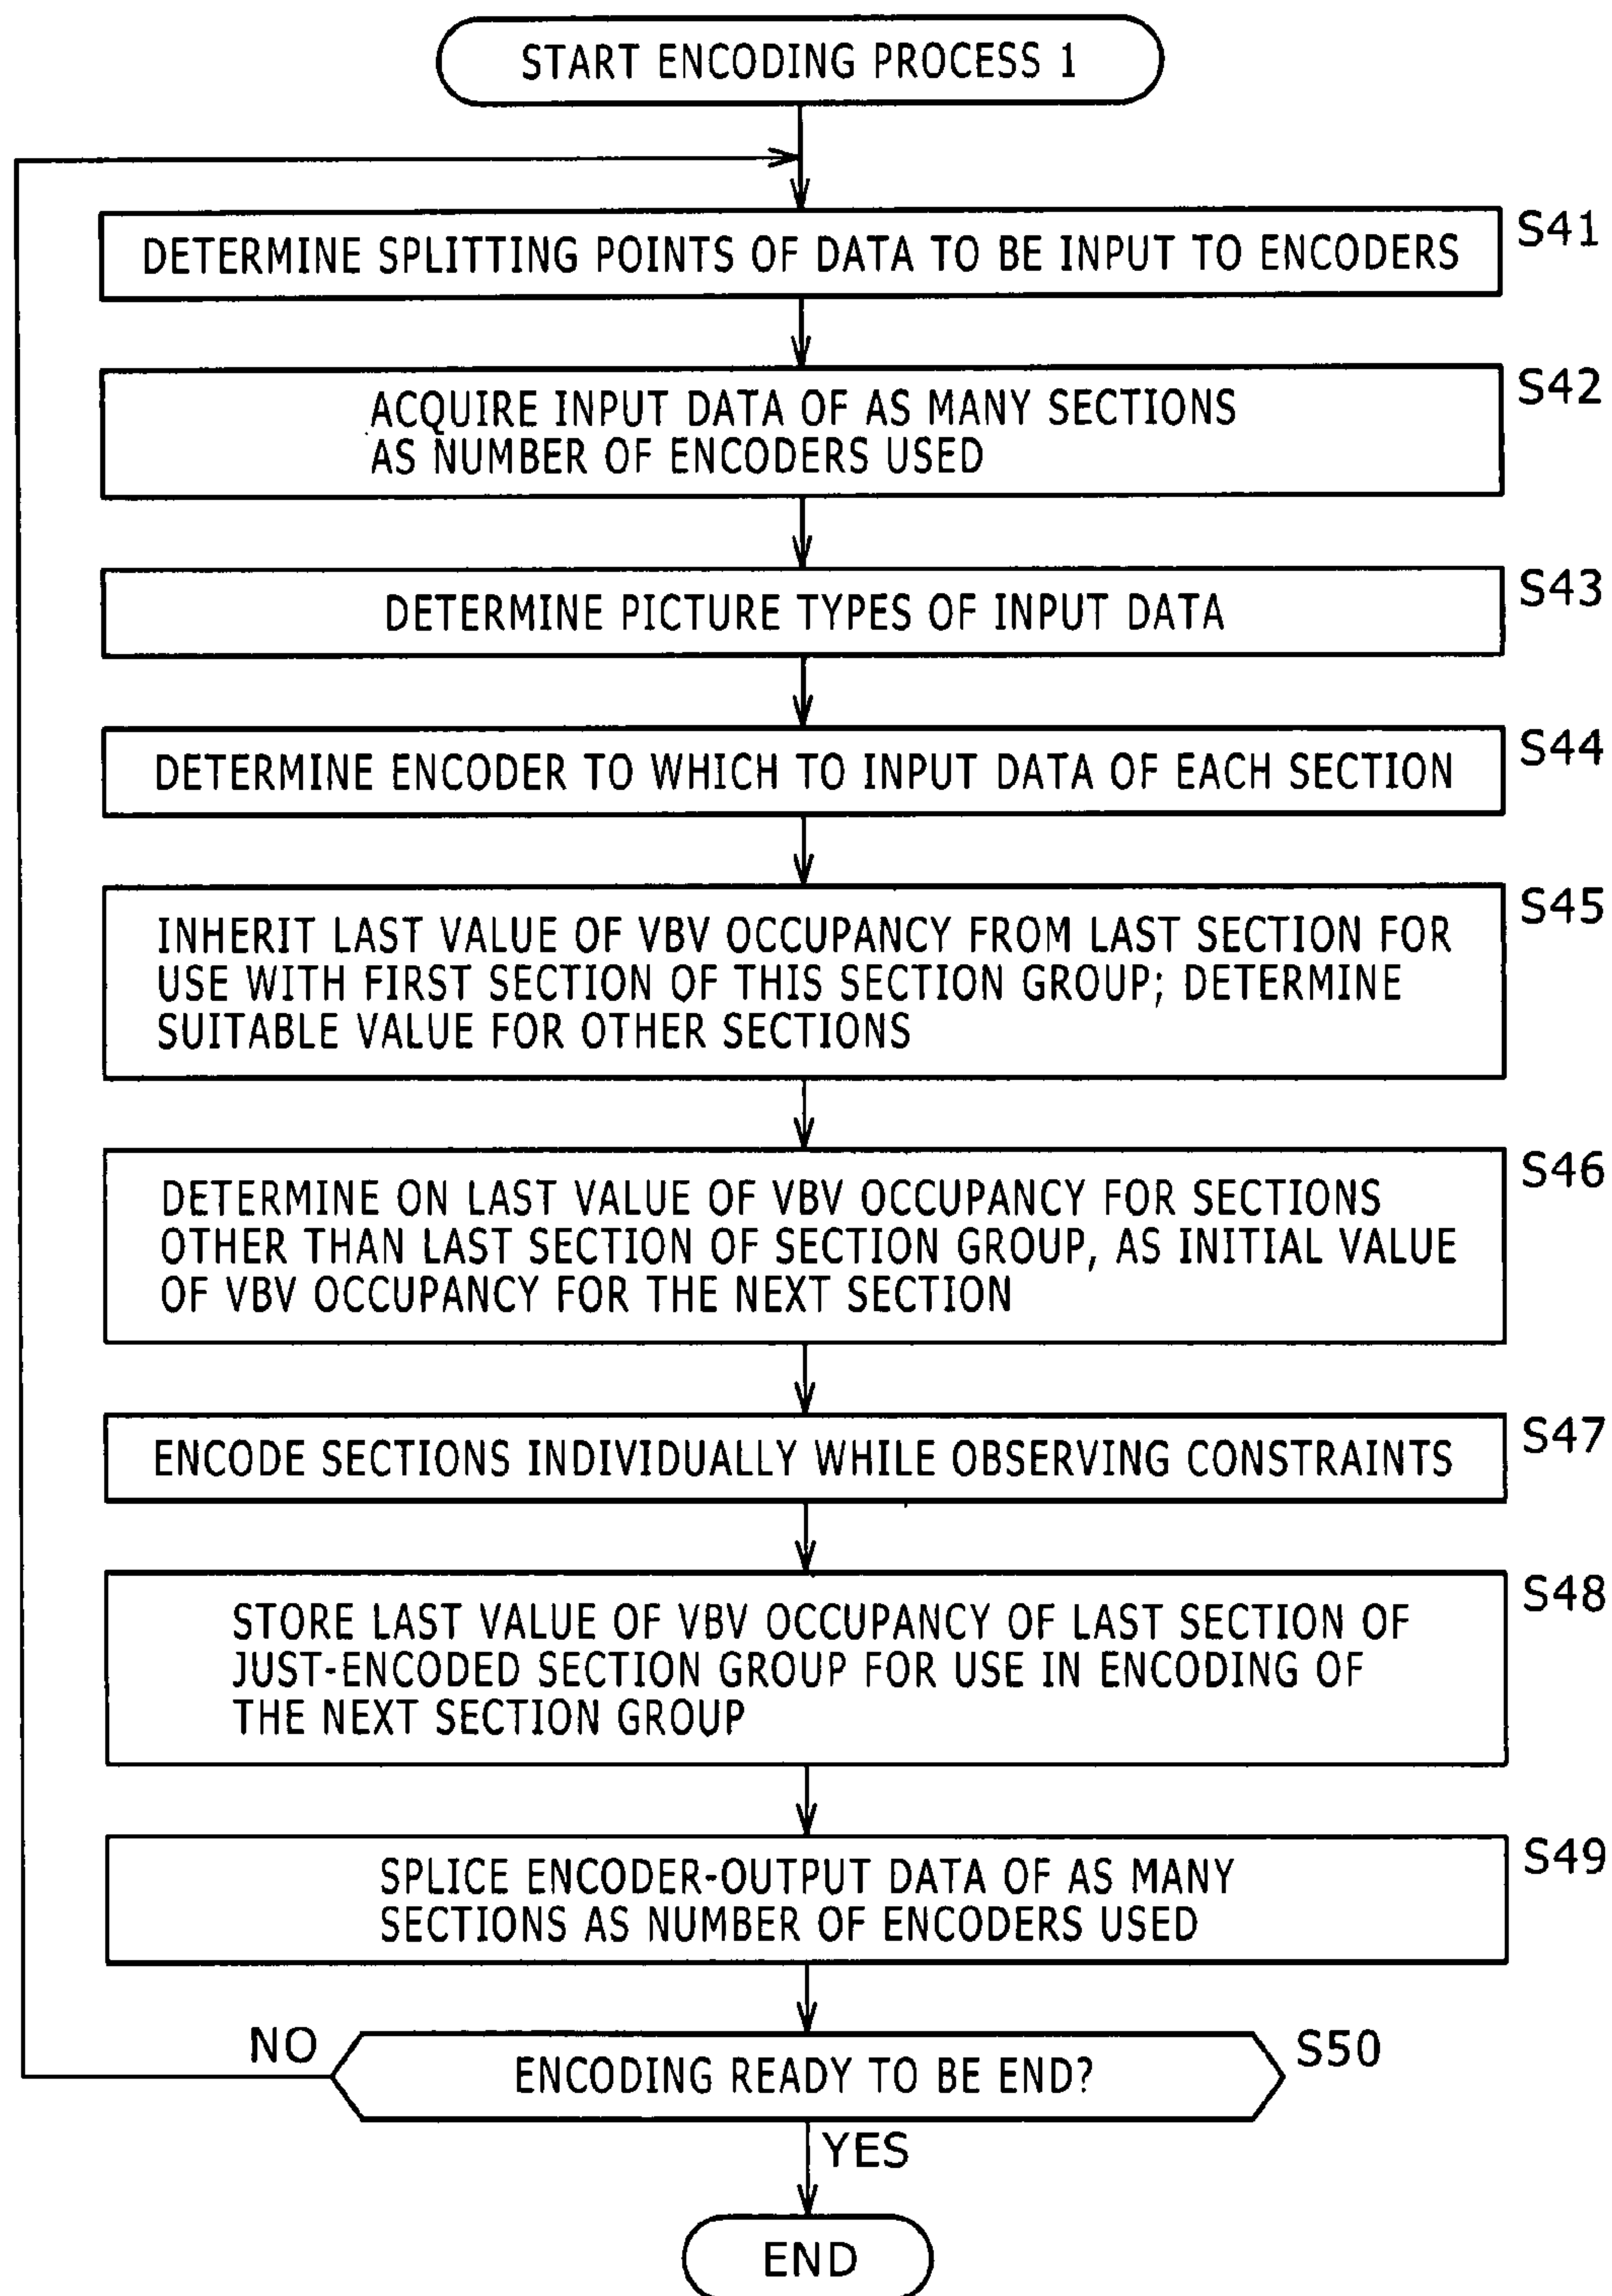 START ENCODING PROCESS 1
DETERMINE SPLITTING POINTS OF DATA TO BE INPUT TO ENCODERS
S41
ACQUIRE INPUT DATA OF AS MANY SECTIONS
AS NUMBER OF ENCODERS USED
S42
DETERMINE PICTURE TYPES OF INPUT DATA
S43
DETERMINE ENCODER TO WHICH TO INPUT DATA OF EACH SECTION
S44
INHERIT LAST VALUE OF VBV OCCUPANCY FROM LAST SECTION FOR
USE WITH FIRST SECTION OF THIS SECTION GROUP; DETERMINE
SUITABLE VALUE FOR OTHER SECTIONS
S45
DETERMINE ON LAST VALUE OF VBV OCCUPANCY FOR SECTIONS
OTHER THAN LAST SECTION OF SECTION GROUP, AS INITIAL VALUE
OF VBV OCCUPANCY FOR THE NEXT SECTION
S46
ENCODE SECTIONS INDIVIDUALLY WHILE OBSERVING CONSTRAINTS
S47
STORE LAST VALUE OF VBV OCCUPANCY OF LAST SECTION OF
JUST-ENCODED SECTION GROUP FOR USE IN ENCODING OF
THE NEXT SECTION GROUP
S48
SPLICE ENCODER-OUTPUT DATA OF AS MANY
SECTIONS AS NUMBER OF ENCODERS USED
S49
NO
ENCODING READY TO BE END?
S50
YES
END